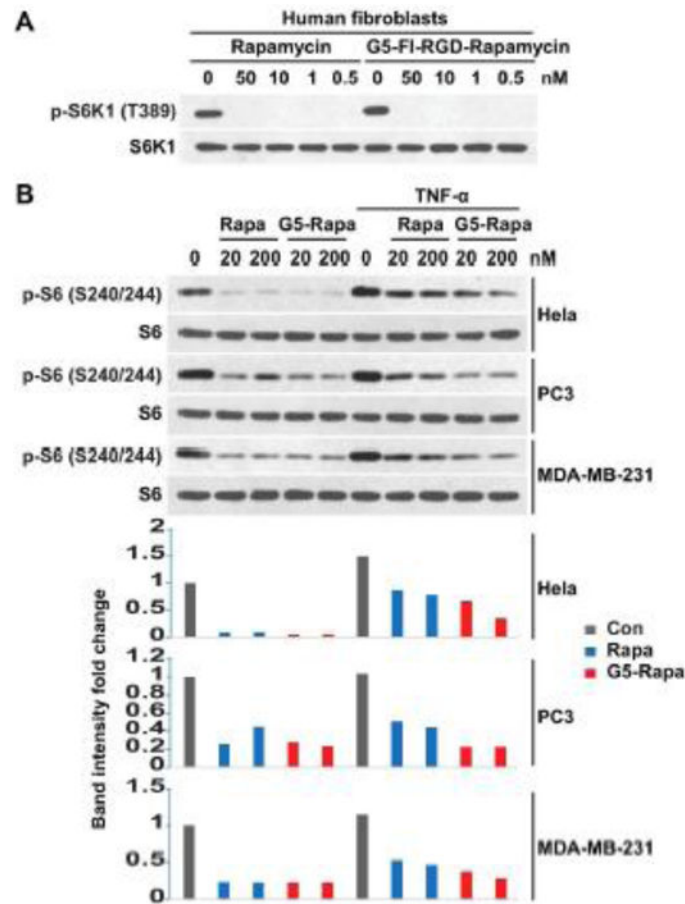 A
Human fibroblasts
Rapamycin G5-FI-RGD-Rapamycin
0 50 10 1 0.5 0 50 10 1 0.5 nM
p-S6K1 (T389)
S6K1
B
TNF-α
Rapa G5-Rapa Rapa G5-Rapa
0 20 200 20 200 0 20 200 20 200 nM
p-S6 (S240/244)
S6
Hela
p-S6 (S240/244)
S6
PC3
p-S6 (S240/244)
S6
MDA-MB-231
Band intensity fold change
2
1.5
1
0.5
0
Hela
1.2
1
0.8
0.6
0.4
0.2
PC3
1.5
1
0.5
0
MDA-MB-231
Con
Rapa
G5-Rapa